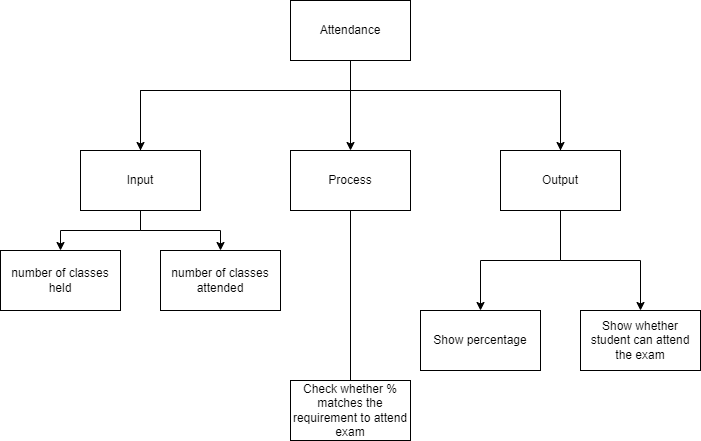 Attendance
Input
Process
Output
number of classes
held
number of classes
attended
Show percentage
Show whether
student can attend
the exam
Check whether %
matches the
requirement to attend
exam